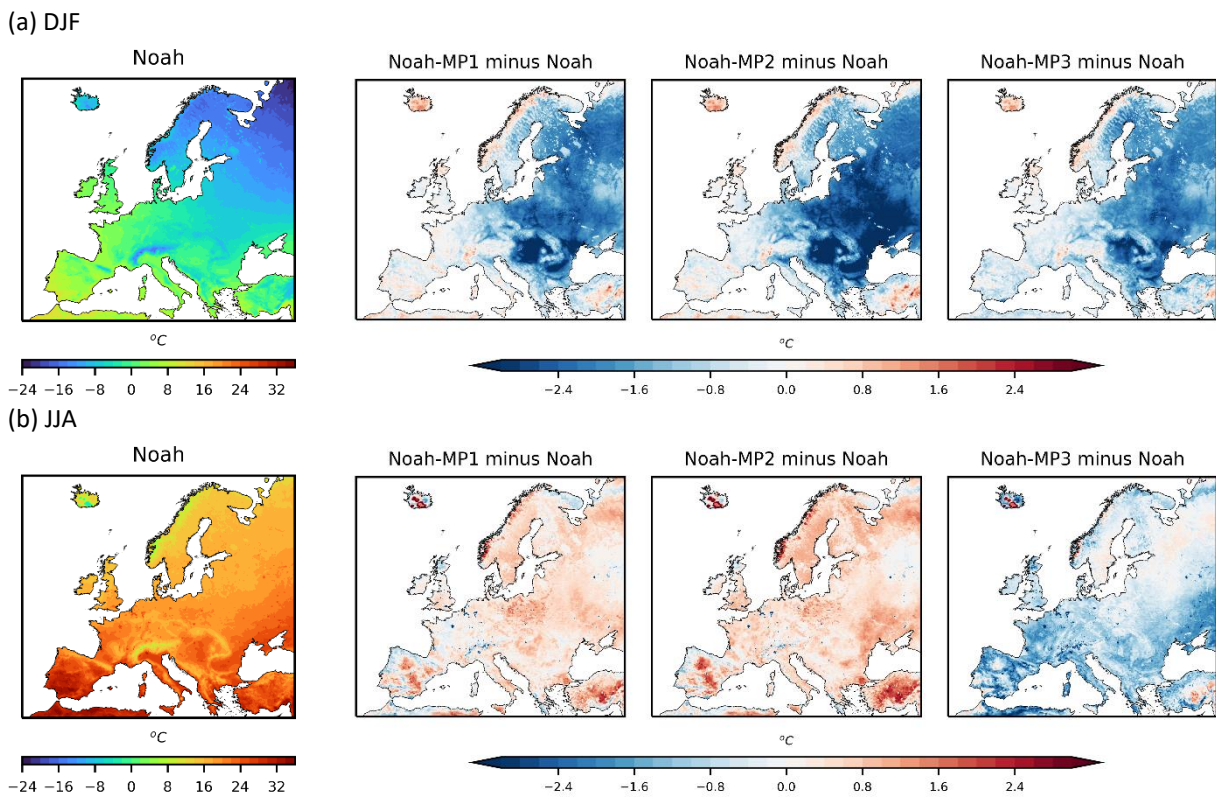 (a) DJF
Noah
Noah-MP1 minus Noah
Noah-MP2 minus Noah
Noah-MP3 minus Noah
°C
°C
−24 −16 −8 0 8 16 24 32
−2.4 −1.6 −0.8 0.0 0.8 1.6 2.4
(b) JJA
Noah
Noah-MP1 minus Noah
Noah-MP2 minus Noah
Noah-MP3 minus Noah
°C
°C
−24 −16 −8 0 8 16 24 32
−2.4 −1.6 −0.8 0.0 0.8 1.6 2.4